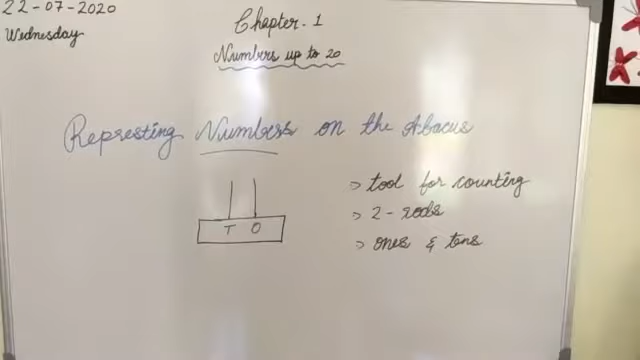 22-07-2020
Wednesday
Chapter-1
Numbers up to 20
Represting Numbers on the Abacus
> tool for counting
> 2-rods
> ones & tens
T O